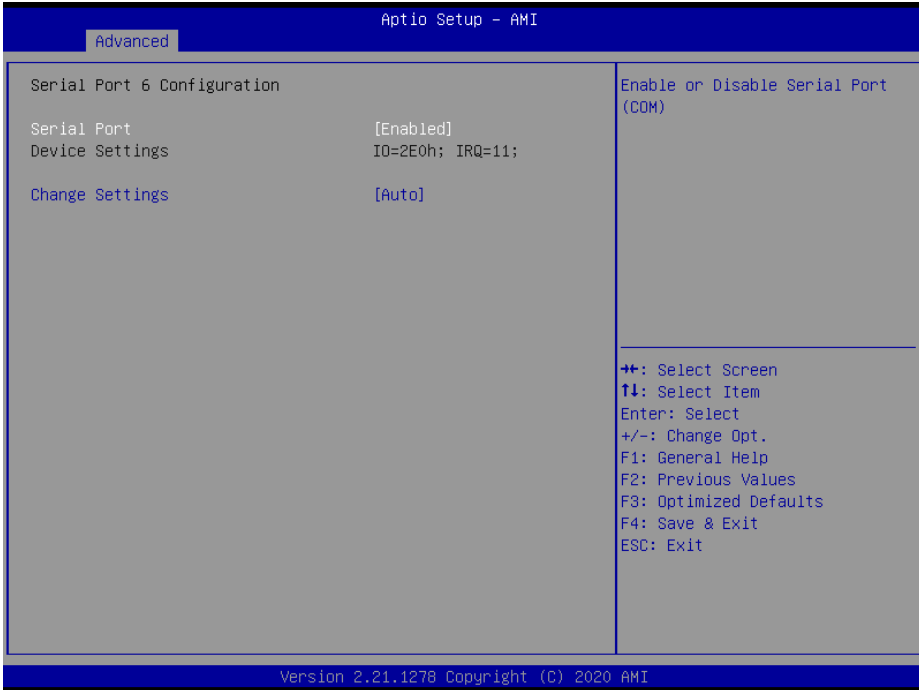 Aptio Setup – AMI
Advanced
Serial Port 6 Configuration
Serial Port [Enabled]
Device Settings IO=2E0h; IRQ=11;
Change Settings [Auto]
Enable or Disable Serial Port
(COM)
→←: Select Screen
↑↓: Select Item
Enter: Select
+/-: Change Opt.
F1: General Help
F2: Previous Values
F3: Optimized Defaults
F4: Save & Exit
ESC: Exit
Version 2.21.1278 Copyright (C) 2020 AMI